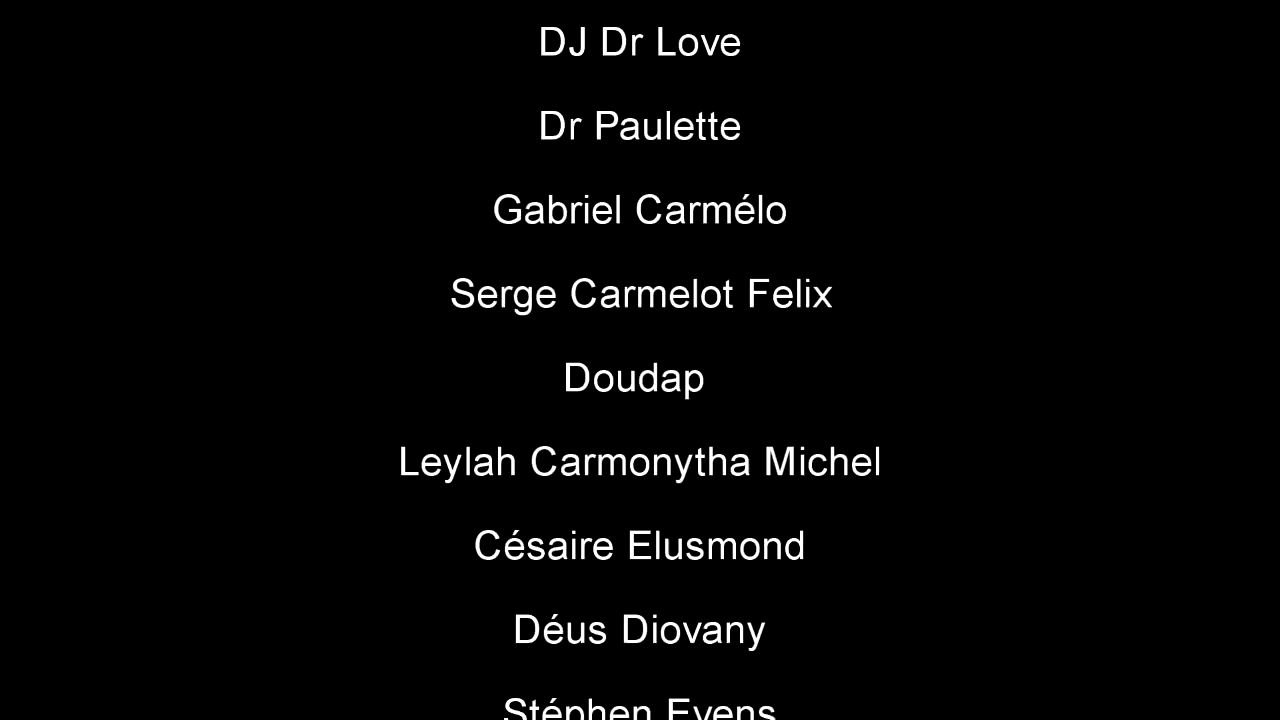 DJ Dr Love
Dr Paulette
Gabriel Carmélo
Serge Carmelot Felix
Doudap
Leylah Carmonytha Michel
Césaire Elusmond
Déus Diovany
Stéphen Evens